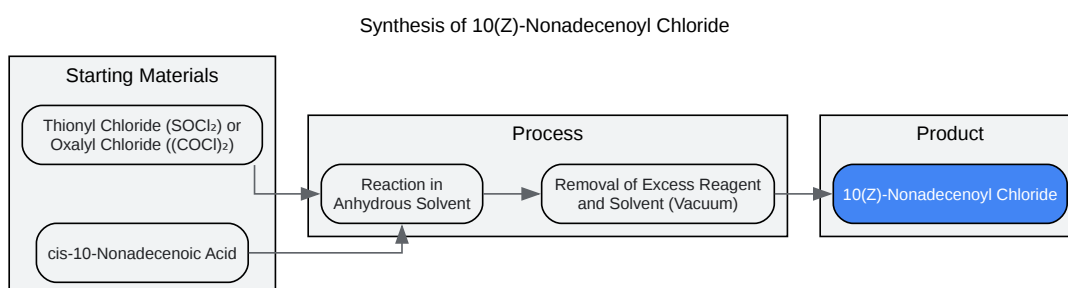 Synthesis of 10(Z)-Nonadecenoyl Chloride
Starting Materials
Thionyl Chloride (SOCl₂) or
Oxalyl Chloride ((COCl)₂)
cis-10-Nonadecenoic Acid
Process
Reaction in
Anhydrous Solvent
Removal of Excess Reagent
and Solvent (Vacuum)
Product
10(Z)-Nonadecenoyl Chloride